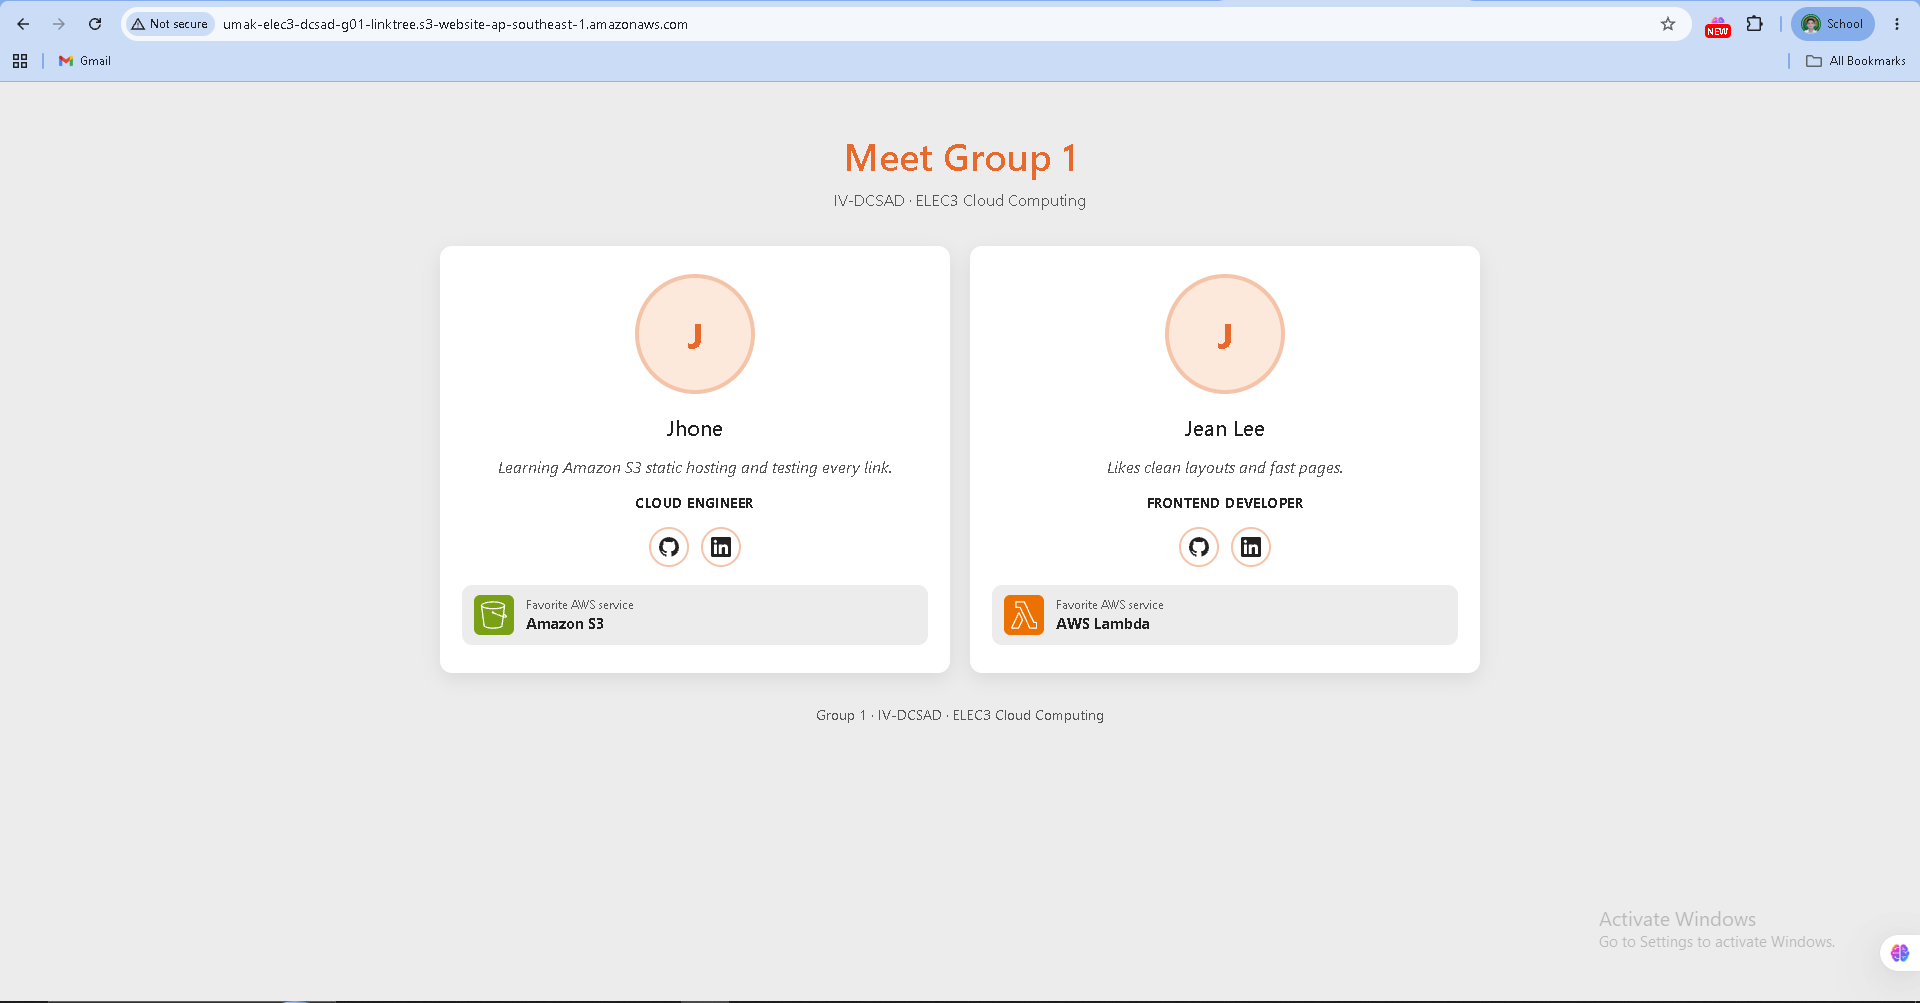 Not secure
umak-elec3-dcsad-g01-linktree.s3-website-ap-southeast-1.amazonaws.com
NEW
School
Gmail
All Bookmarks
Meet Group 1
IV-DCSAD · ELEC3 Cloud Computing
J
Jhone
Learning Amazon S3 static hosting and testing every link.
CLOUD ENGINEER
in
Favorite AWS service
Amazon S3
J
Jean Lee
Likes clean layouts and fast pages.
FRONTEND DEVELOPER
in
Favorite AWS service
AWS Lambda
Group 1 · IV-DCSAD · ELEC3 Cloud Computing
Activate Windows
Go to Settings to activate Windows.